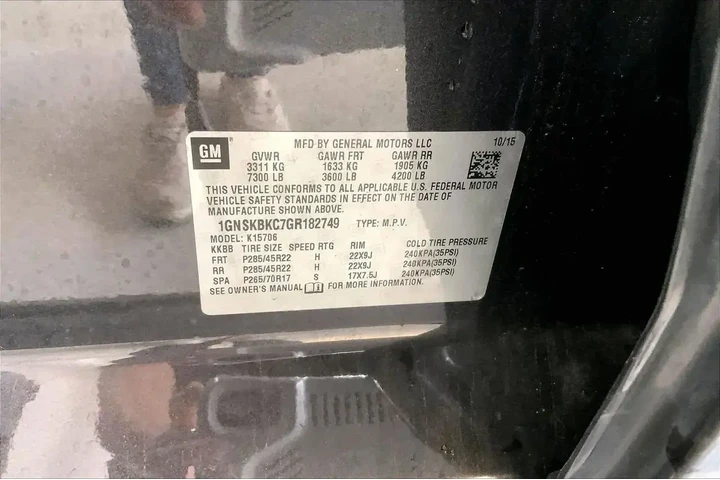 GM
MFD BY GENERAL MOTORS LLC 10/15
GVWR GAWR FRT GAWR RR
3311 KG 1633 KG 1905 KG
7300 LB 3600 LB 4200 LB
THIS VEHICLE CONFORMS TO ALL APPLICABLE U.S. FEDERAL MOTOR
VEHICLE SAFETY STANDARDS IN EFFECT ON THE DATE OF
MANUFACTURE SHOWN ABOVE.
1GNSKBKC7GR182749 TYPE: M.P.V.
MODEL: K15706
KKBB TIRE SIZE SPEED RTG RIM COLD TIRE PRESSURE
FRT P285/45R22 H 22X9J 240KPA(35PSI)
RR P285/45R22 H 22X9J 240KPA(35PSI)
SPA P265/70R17 S 17X7.5J 240KPA(35PSI)
SEE OWNER'S MANUAL FOR MORE INFORMATION.